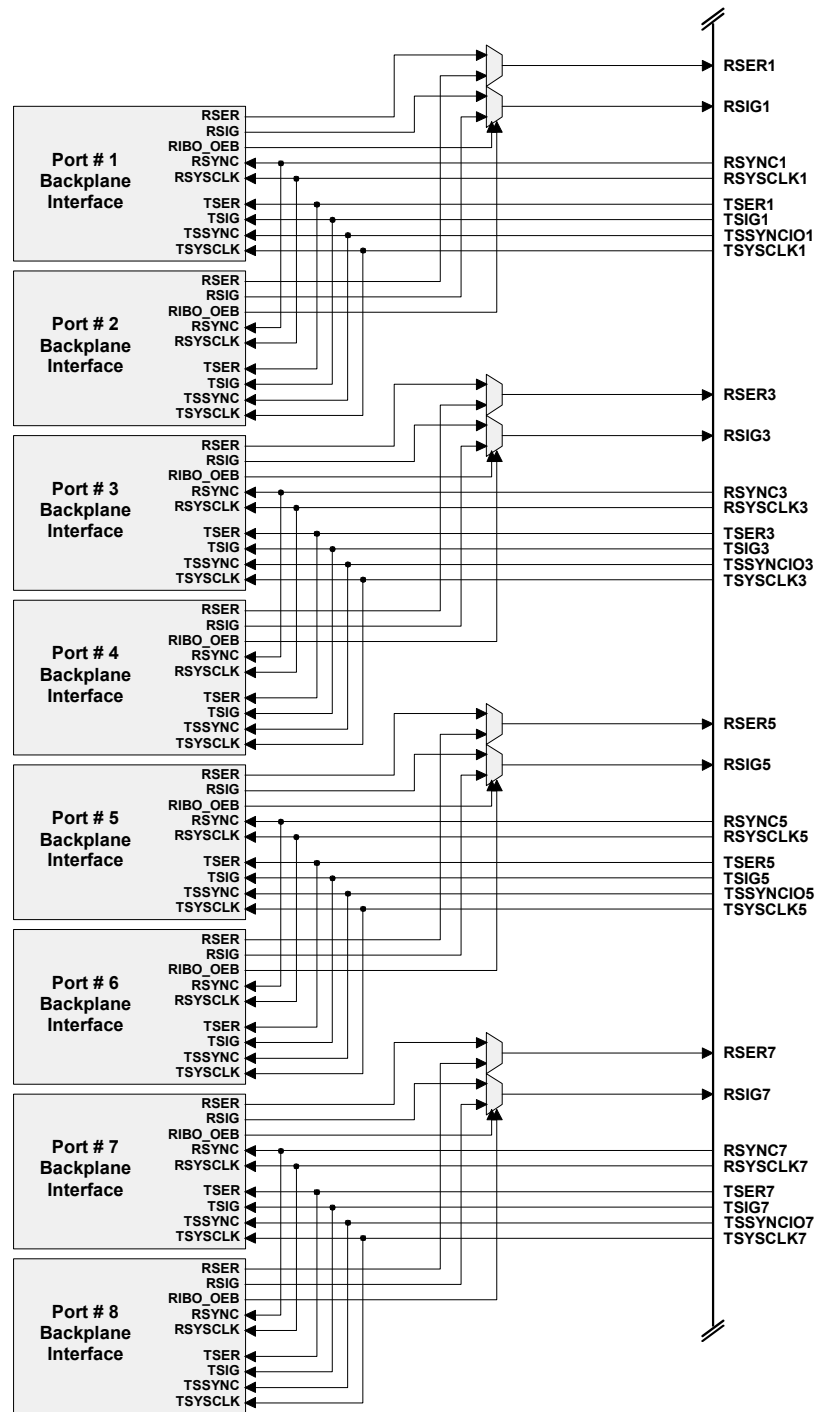 RSER1
RSIG1
Port # 1
Backplane
Interface
RSER
RSIG
RIBO_OEB
RSYNC
RSYSCLK
TSER
TSIG
TSSYNC
TSYSCLK
RSYNC1
RSYSCLK1
TSER1
TSIG1
TSSYNCIO1
TSYSCLK1
Port # 2
Backplane
Interface
RSER
RSIG
RIBO_OEB
RSYNC
RSYSCLK
TSER
TSIG
TSSYNC
TSYSCLK
RSER3
RSIG3
Port # 3
Backplane
Interface
RSER
RSIG
RIBO_OEB
RSYNC
RSYSCLK
TSER
TSIG
TSSYNC
TSYSCLK
RSYNC3
RSYSCLK3
TSER3
TSIG3
TSSYNCIO3
TSYSCLK3
Port # 4
Backplane
Interface
RSER
RSIG
RIBO_OEB
RSYNC
RSYSCLK
TSER
TSIG
TSSYNC
TSYSCLK
RSER5
RSIG5
Port # 5
Backplane
Interface
RSER
RSIG
RIBO_OEB
RSYNC
RSYSCLK
TSER
TSIG
TSSYNC
TSYSCLK
RSYNC5
RSYSCLK5
TSER5
TSIG5
TSSYNCIO5
TSYSCLK5
Port # 6
Backplane
Interface
RSER
RSIG
RIBO_OEB
RSYNC
RSYSCLK
TSER
TSIG
TSSYNC
TSYSCLK
RSER7
RSIG7
Port # 7
Backplane
Interface
RSER
RSIG
RIBO_OEB
RSYNC
RSYSCLK
TSER
TSIG
TSSYNC
TSYSCLK
RSYNC7
RSYSCLK7
TSER7
TSIG7
TSSYNCIO7
TSYSCLK7
Port # 8
Backplane
Interface
RSER
RSIG
RIBO_OEB
RSYNC
RSYSCLK
TSER
TSIG
TSSYNC
TSYSCLK